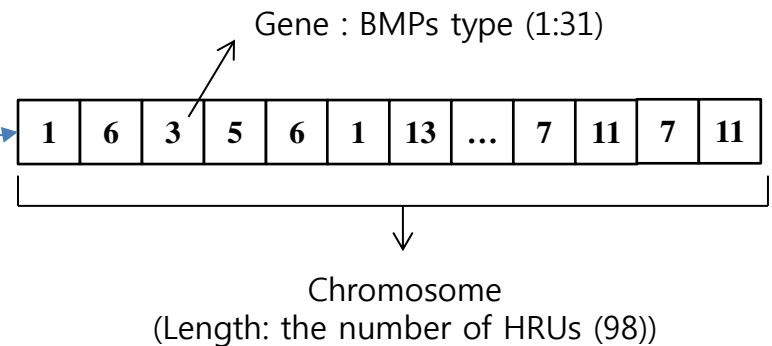 Gene : BMPs type (1:31)
1 6 3 5 6 1 13 ... 7 11 7 11
Chromosome
(Length: the number of HRUs (98))